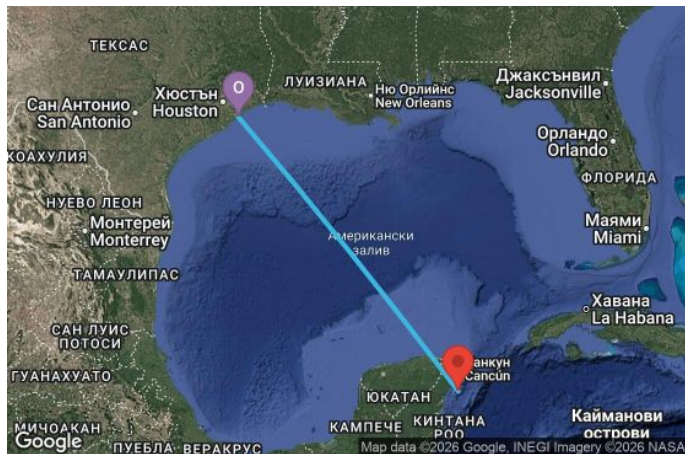 ТЕКСАС
Хюстън
Houston
О
ЛУИЗИАНА
Ню Орлийнс
New Orleans
Джаксънвил
Jacksonville
Сан Антонио
San Antonio
Орландо
Orlando
КОАХУИЛА
ФЛОРИДА
НУЕВО ЛЕОН
Монтерей
Monterrey
Маями
Miami
Американски
залив
ТАМАУЛИПАС
Хавана
La Habana
САН ЛУИС
ПОТОСИ
ГУАНАХУАТО
Cancún
ЮКАТАН
КАМПЕЧЕ
КИНТАНА
РОО
Кайманови
острови
МИЧОАКАН
ПУЕБЛА
ВЕРАКРУС
Google
Map data ©2026 Google, INEGI Imagery ©2026 NASA